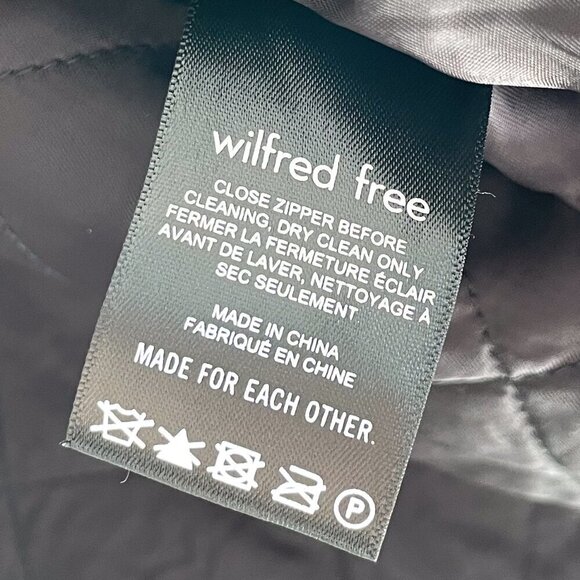 wilfred free
CLOSE ZIPPER BEFORE
CLEANING, DRY CLEAN ONLY
FERMER LA FERMETURE ÉCLAIR
AVANT DE LAVER, NETTOYAGE À
SEC SEULEMENT
MADE IN CHINA
FABRIQUÉ EN CHINE
MADE FOR EACH OTHER.
P